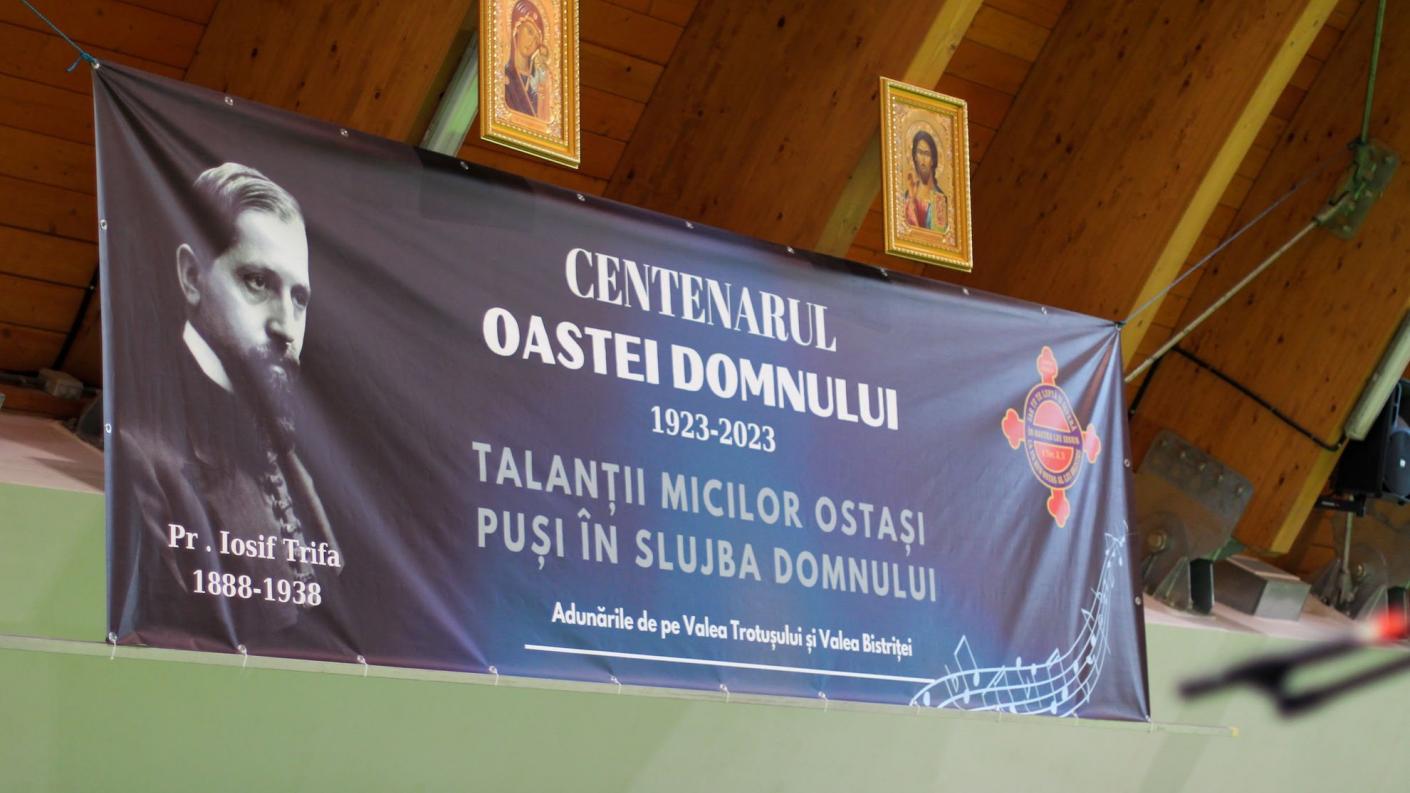 CENTENARUL
OASTEI DOMNULUI
1923-2023
TALANȚII MICILOR OSTAȘI
PUȘI ÎN SLUJBA DOMNULUI
Adunările de pe Valea Trotușului și Valea Bistriței
Pr . Iosif Trifa
1888-1938